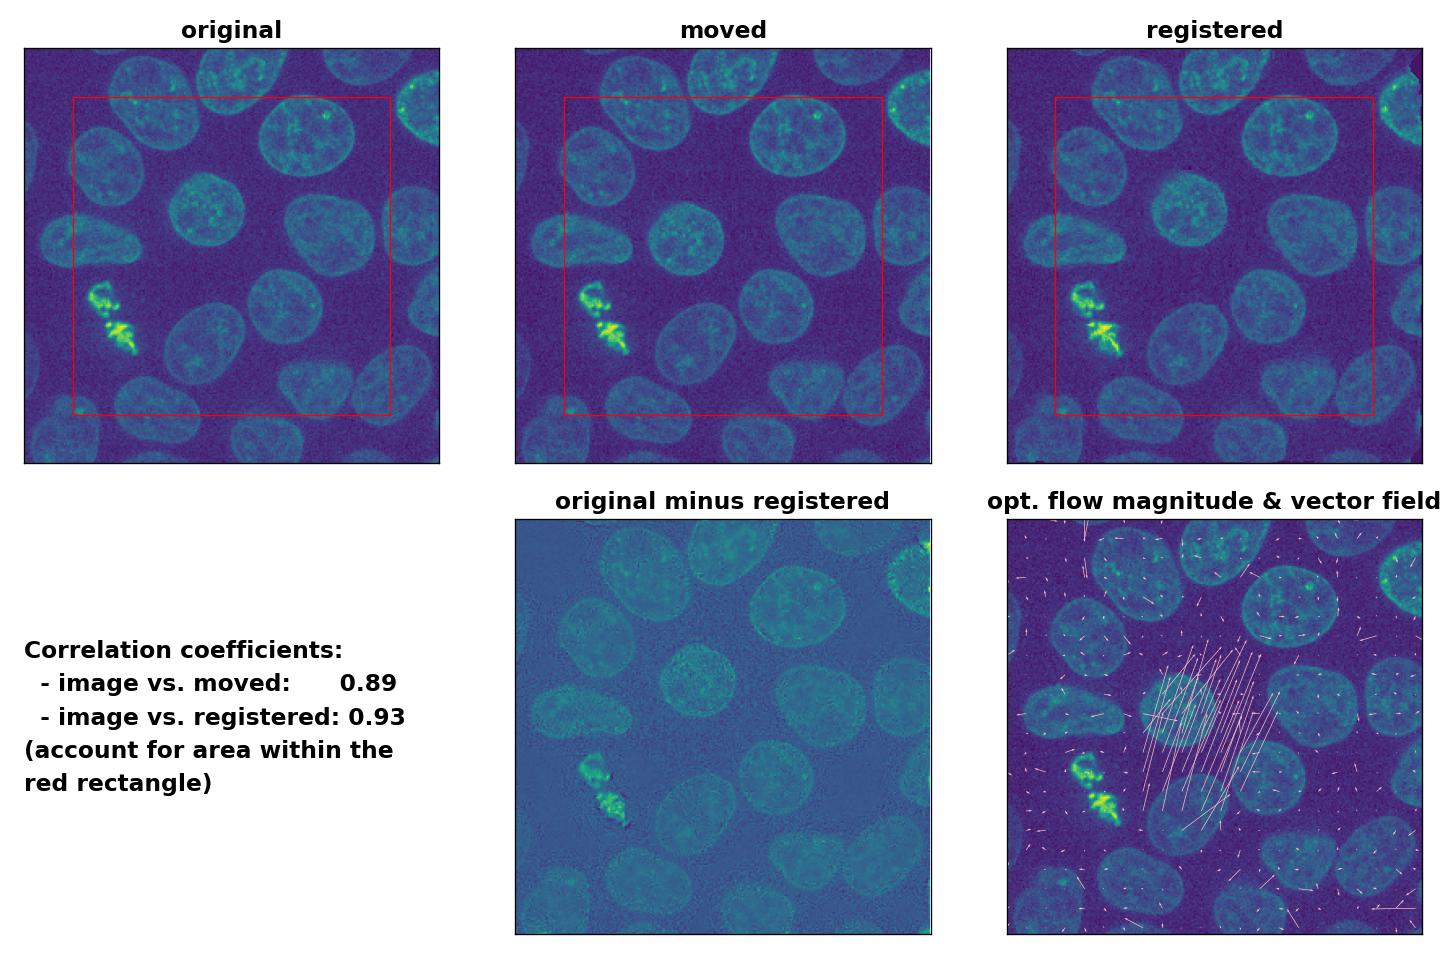 original
moved
registered
original minus registered
opt. flow magnitude & vector field
Correlation coefficients:
- image vs. moved: 0.89
- image vs. registered: 0.93
(account for area within the
red rectangle)